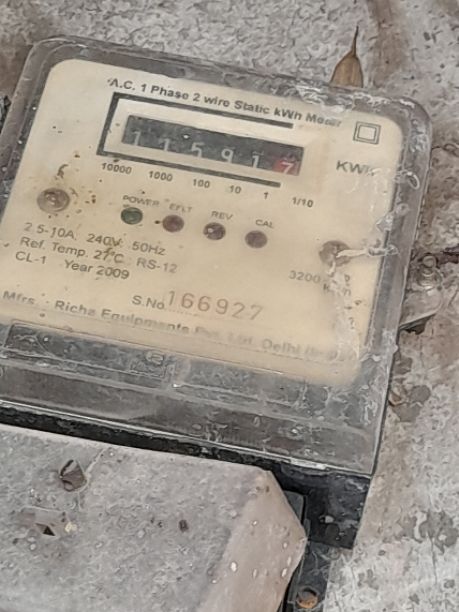 A.C. 1 Phase 2 wire Static kWh Meter
1 1 5 9 1 7
KWh
10000 1000 100 10 1 1/10
POWER EFLT REV CAL
2.5-10A 240V 50Hz
Ref. Temp. 27°C RS-12
CL-1 Year 2009
3200
S.No. 166927
Mfrs. : Richa Equipments Pvt. Ltd. Delhi